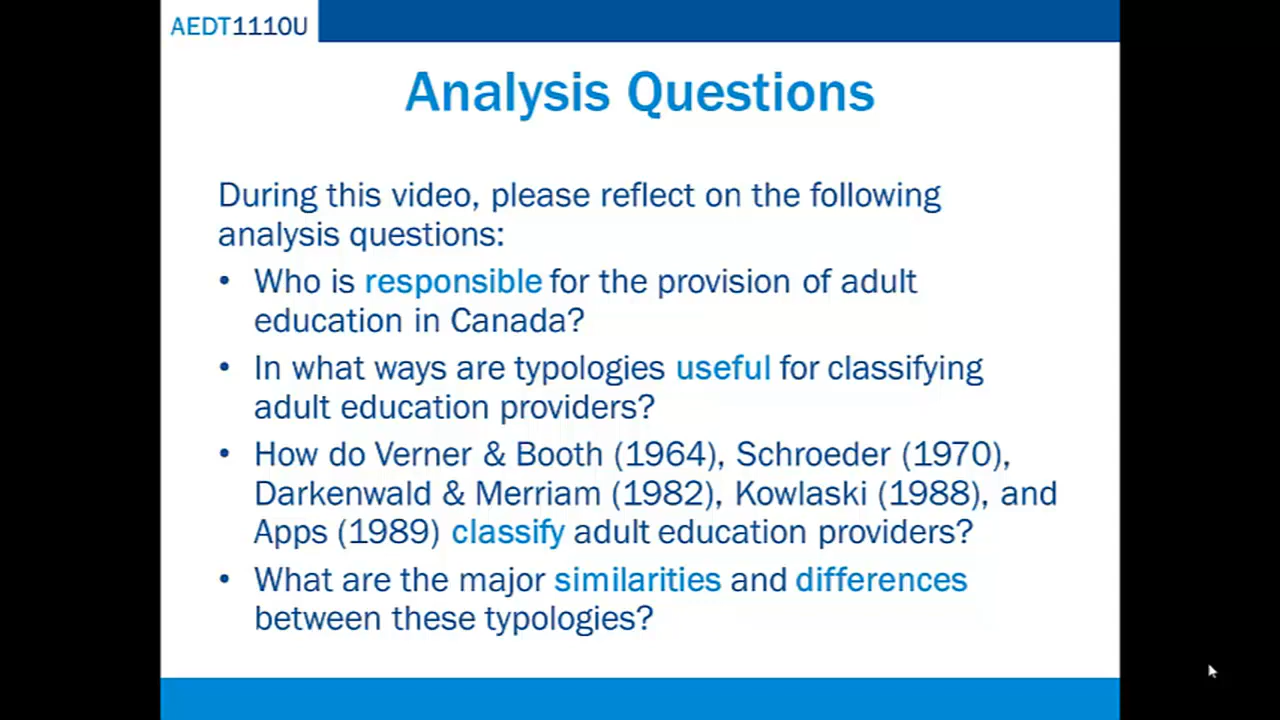 AEDT1110U
Analysis Questions
During this video, please reflect on the following
analysis questions:
• Who is responsible for the provision of adult
education in Canada?
• In what ways are typologies useful for classifying
adult education providers?
• How do Verner & Booth (1964), Schroeder (1970),
Darkenwald & Merriam (1982), Kowlaski (1988), and
Apps (1989) classify adult education providers?
• What are the major similarities and differences
between these typologies?